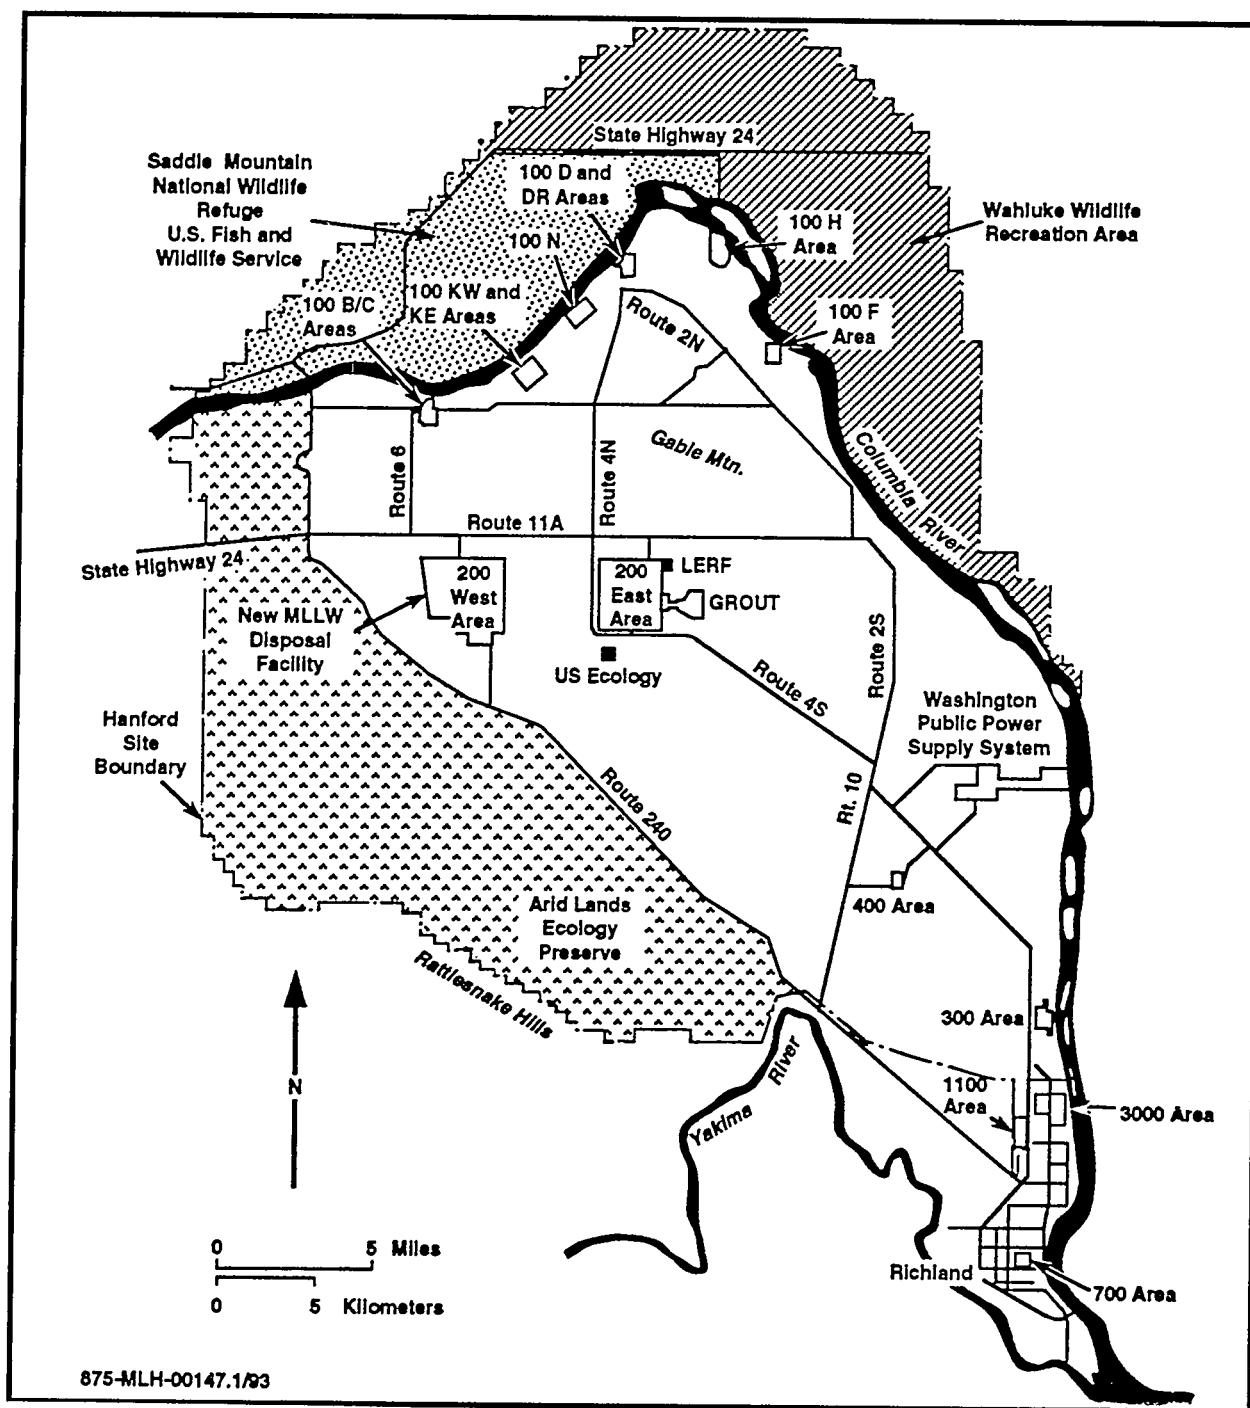 State Highway 24
Saddle Mountain
National Wildlife
Refuge
U.S. Fish and
Wildlife Service
100 D and
DR Areas
100 N
100 H
Area
Wahluke Wildlife
Recreation Area
100 B/C
Areas
100 KW and
KE Areas
Route 2N
100 F
Area
Route 6
Route 4N
Gable Mtn.
Columbia River
Route 11A
State Highway 24
200
West
Area
200
East
Area
LERF
GROUT
New MLLW
Disposal
Facility
US Ecology
Route 2S
Route 4S
Hanford
Site
Boundary
Washington
Public Power
Supply System
Route 240
Rt. 10
400 Area
Arid Lands
Ecology
Preserve
Rattlesnake Hills
300 Area
N
Yakima River
1100
Area
3000 Area
0 5 Miles
0 5 Kilometers
Richland
700 Area
875-MLH-00147.1/93